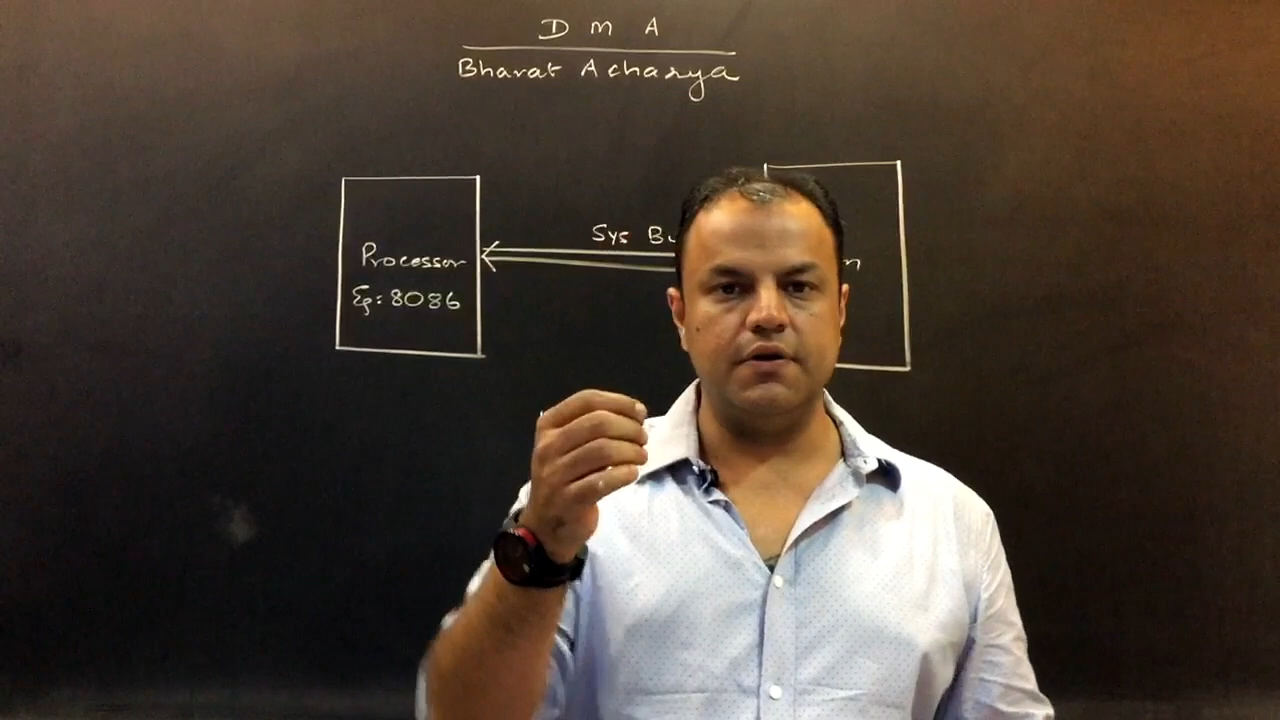 D M A
Bharat Acharya
Sys
Processor
Eg: 8086